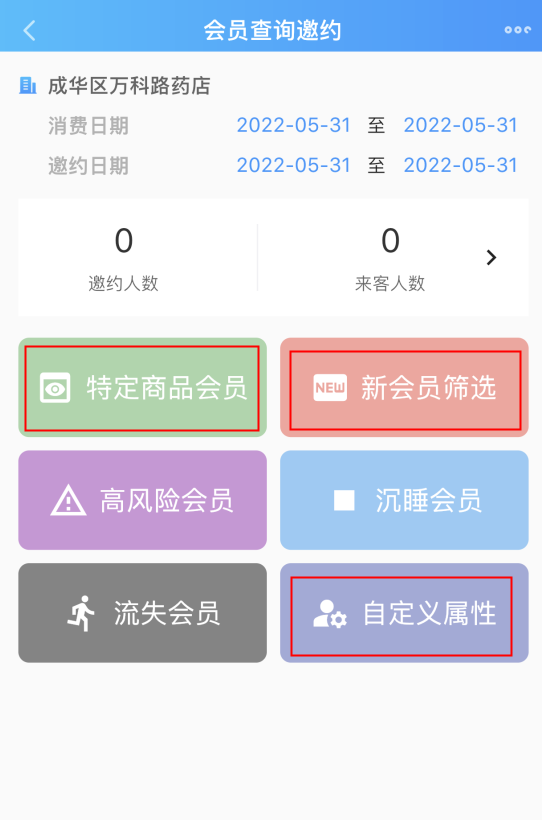 会员查询邀约
成华区万科路药店
消费日期 2022-05-31 至 2022-05-31
邀约日期 2022-05-31 至 2022-05-31
0 0
邀约人数 来客人数
特定商品会员 NEW 新会员筛选
高风险会员 沉睡会员
流失会员 自定义属性